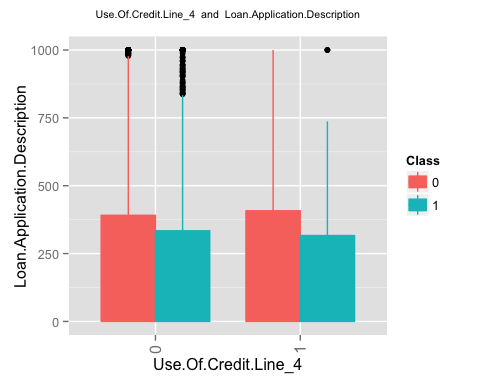 Use.Of.Credit.Line_4 and Loan.Application.Description
Loan.Application.Description
1000
750
500
250
0
0
1
Use.Of.Credit.Line_4
Class
0
1